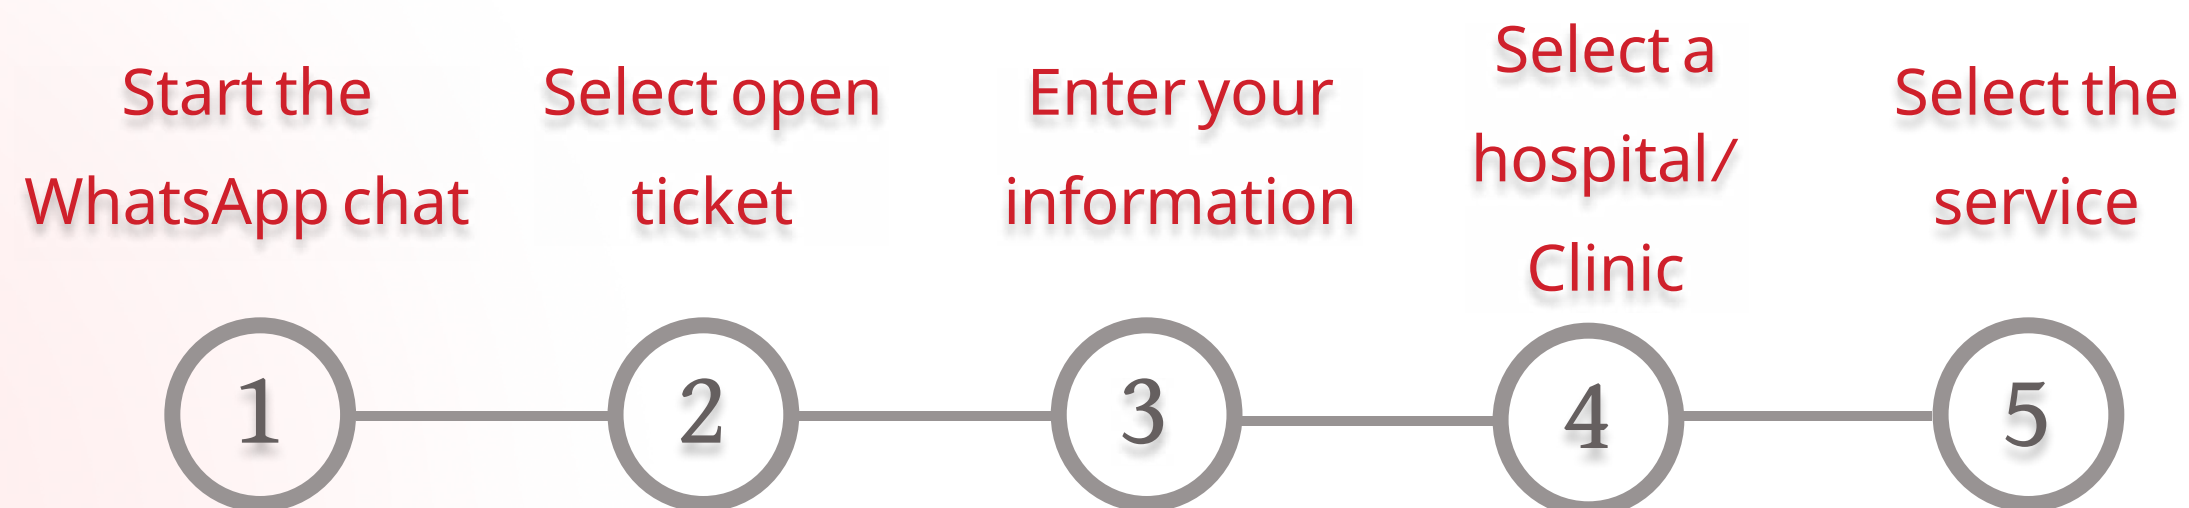 Start the
WhatsApp chat
Select open
ticket
Enter your
information
Select a
hospital/
Clinic
Select the
service
1
2
3
4
5